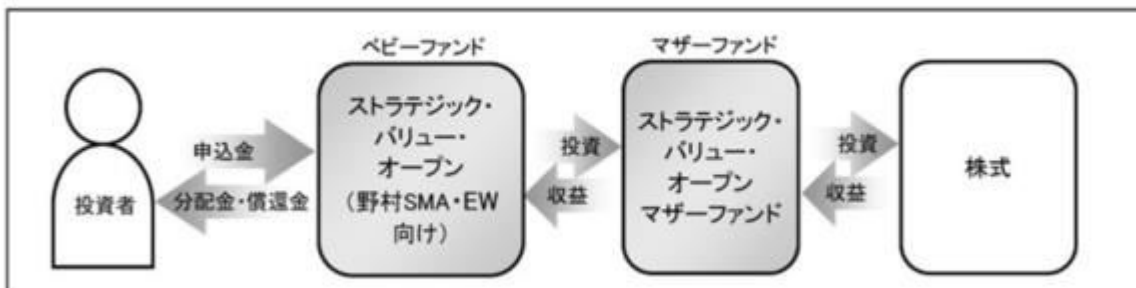 ベビーファンド
マザーファンド
投資者
申込金
分配金・償還金
ストラテジック・
バリュー・
オープン
(野村SMA・EW
向け)
投資
収益
ストラテジック・
バリュー・
オープン
マザーファンド
投資
収益
株式